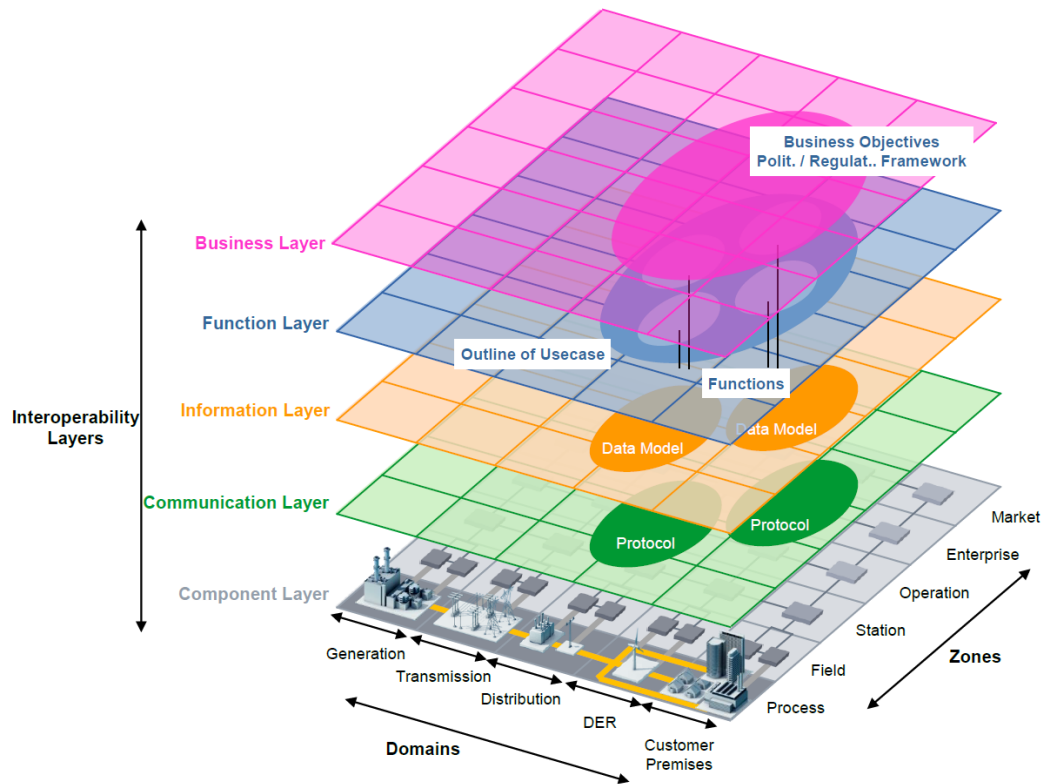 Business Objectives
Polit. / Regulat.. Framework
Business Layer
Function Layer
Outline of Usecase
Functions
Interoperability
Layers
Information Layer
Data Model
Data Model
Communication Layer
Protocol
Protocol
Component Layer
Market
Enterprise
Operation
Station
Field
Process
Zones
Generation
Transmission
Distribution
DER
Customer
Premises
Domains